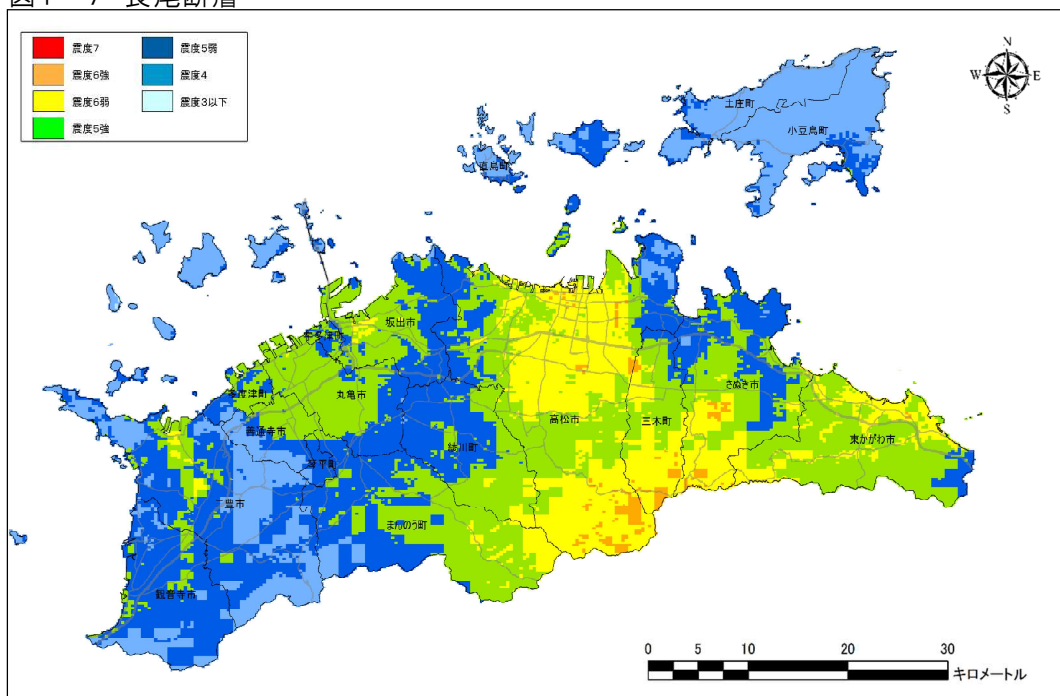 震度7
震度6強
震度6弱
震度5強
震度5弱
震度4
震度3以下
N
W
E
S
土庄町
小豆島町
直島町
坂出市
宇多津町
多度津町
丸亀市
善通寺市
琴平町
綾川町
高松市
三木町
さぬき市
東かがわ市
三豊市
まんのう町
観音寺市
0 5 10 20 30
キロメートル